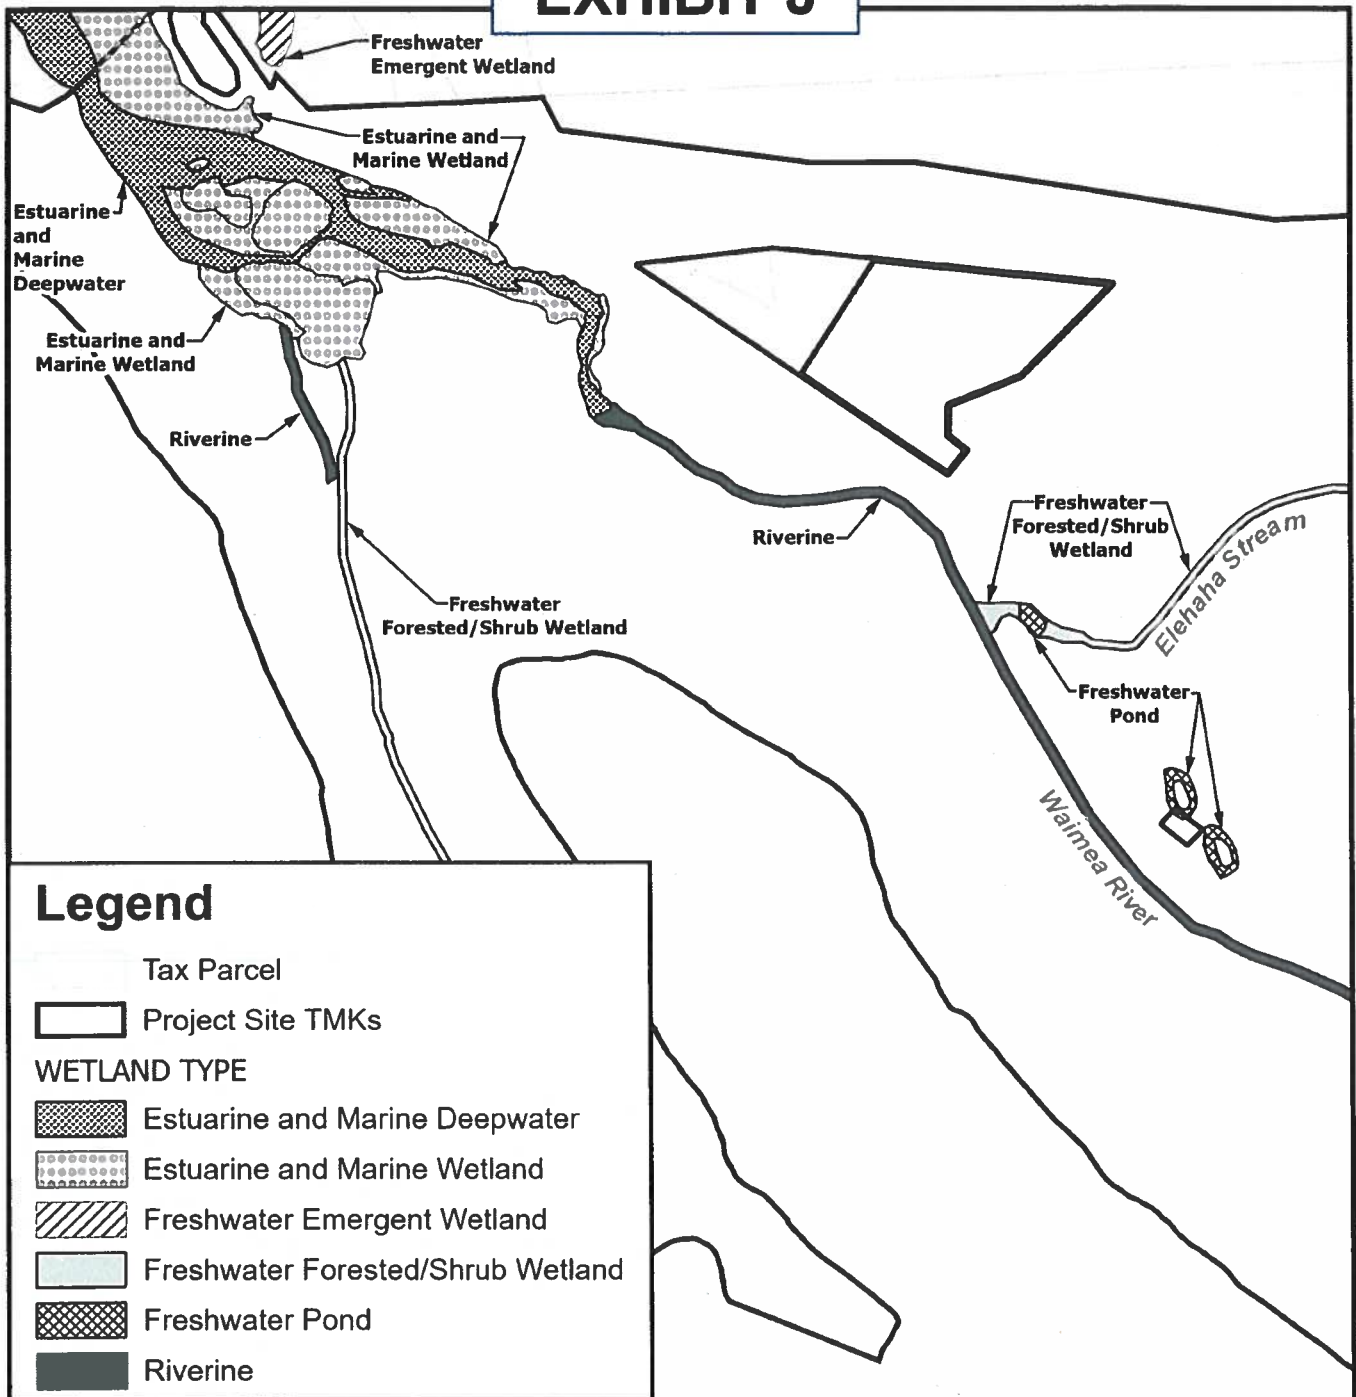 Freshwater
Emergent Wetland
Estuarine and
Marine Wetland
Estuarine
and
Marine
Deepwater
Estuarine and
Marine Wetland
Riverine
Freshwater
Forested/Shrub Wetland
Riverine
Freshwater
Forested/Shrub
Wetland
Elehaha Stream
Freshwater
Pond
Waimea River
Legend
Tax Parcel
Project Site TMKs
WETLAND TYPE
Estuarine and Marine Deepwater
Estuarine and Marine Wetland
Freshwater Emergent Wetland
Freshwater Forested/Shrub Wetland
Freshwater Pond
Riverine